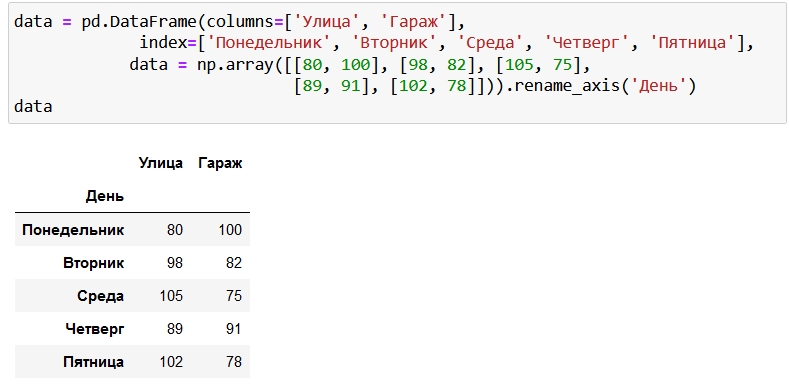 data = pd.DataFrame(columns=['Улица', 'Гараж'],
index=['Понедельник', 'Вторник', 'Среда', 'Четверг', 'Пятница'],
data = np.array([[80, 100], [98, 82], [105, 75],
[89, 91], [102, 78]])).rename_axis('День')
data
Улица Гараж
День
Понедельник 80 100
Вторник 98 82
Среда 105 75
Четверг 89 91
Пятница 102 78